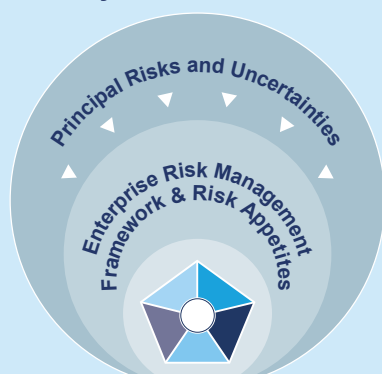 Principal Risks and Uncertainties
Enterprise Risk Management
Framework & Risk Appetites